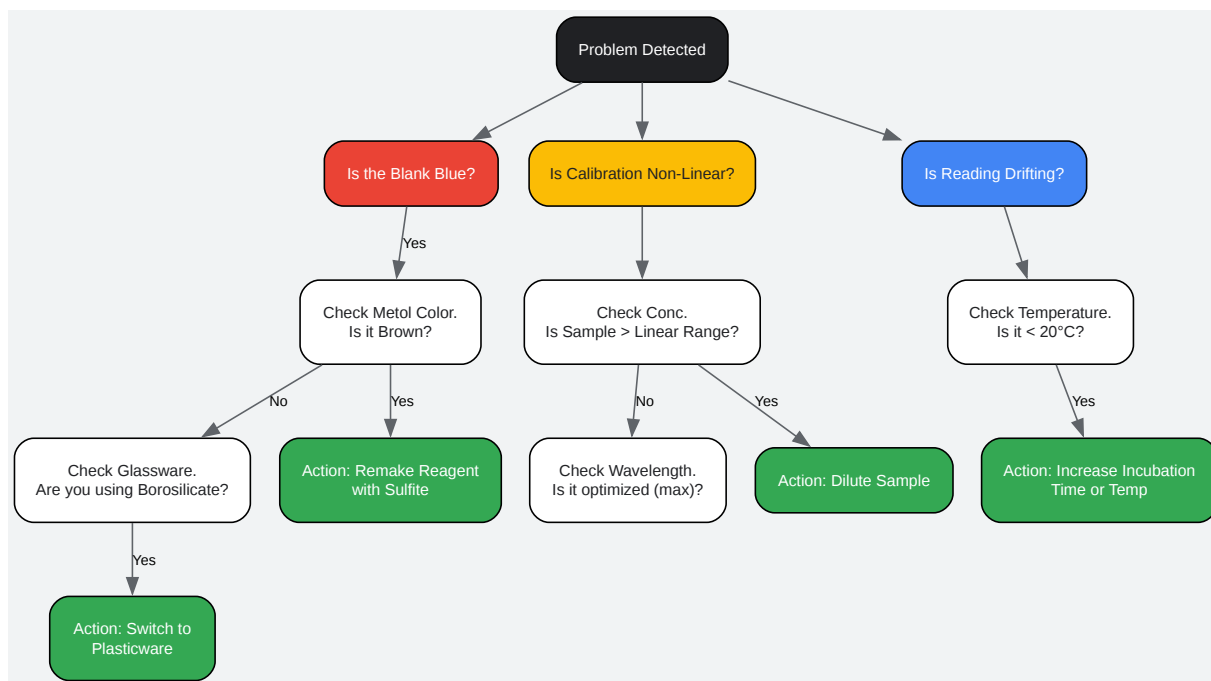 Problem Detected
Is the Blank Blue?
Is Calibration Non-Linear?
Is Reading Drifting?
Yes
Check Metol Color.
Is it Brown?
Check Conc.
Is Sample > Linear Range?
Check Temperature.
Is it < 20°C?
No
Yes
No
Yes
Yes
Check Glassware.
Are you using Borosilicate?
Action: Remake Reagent
with Sulfite
Check Wavelength.
Is it optimized (max)?
Action: Dilute Sample
Action: Increase Incubation
Time or Temp
Yes
Action: Switch to
Plasticware